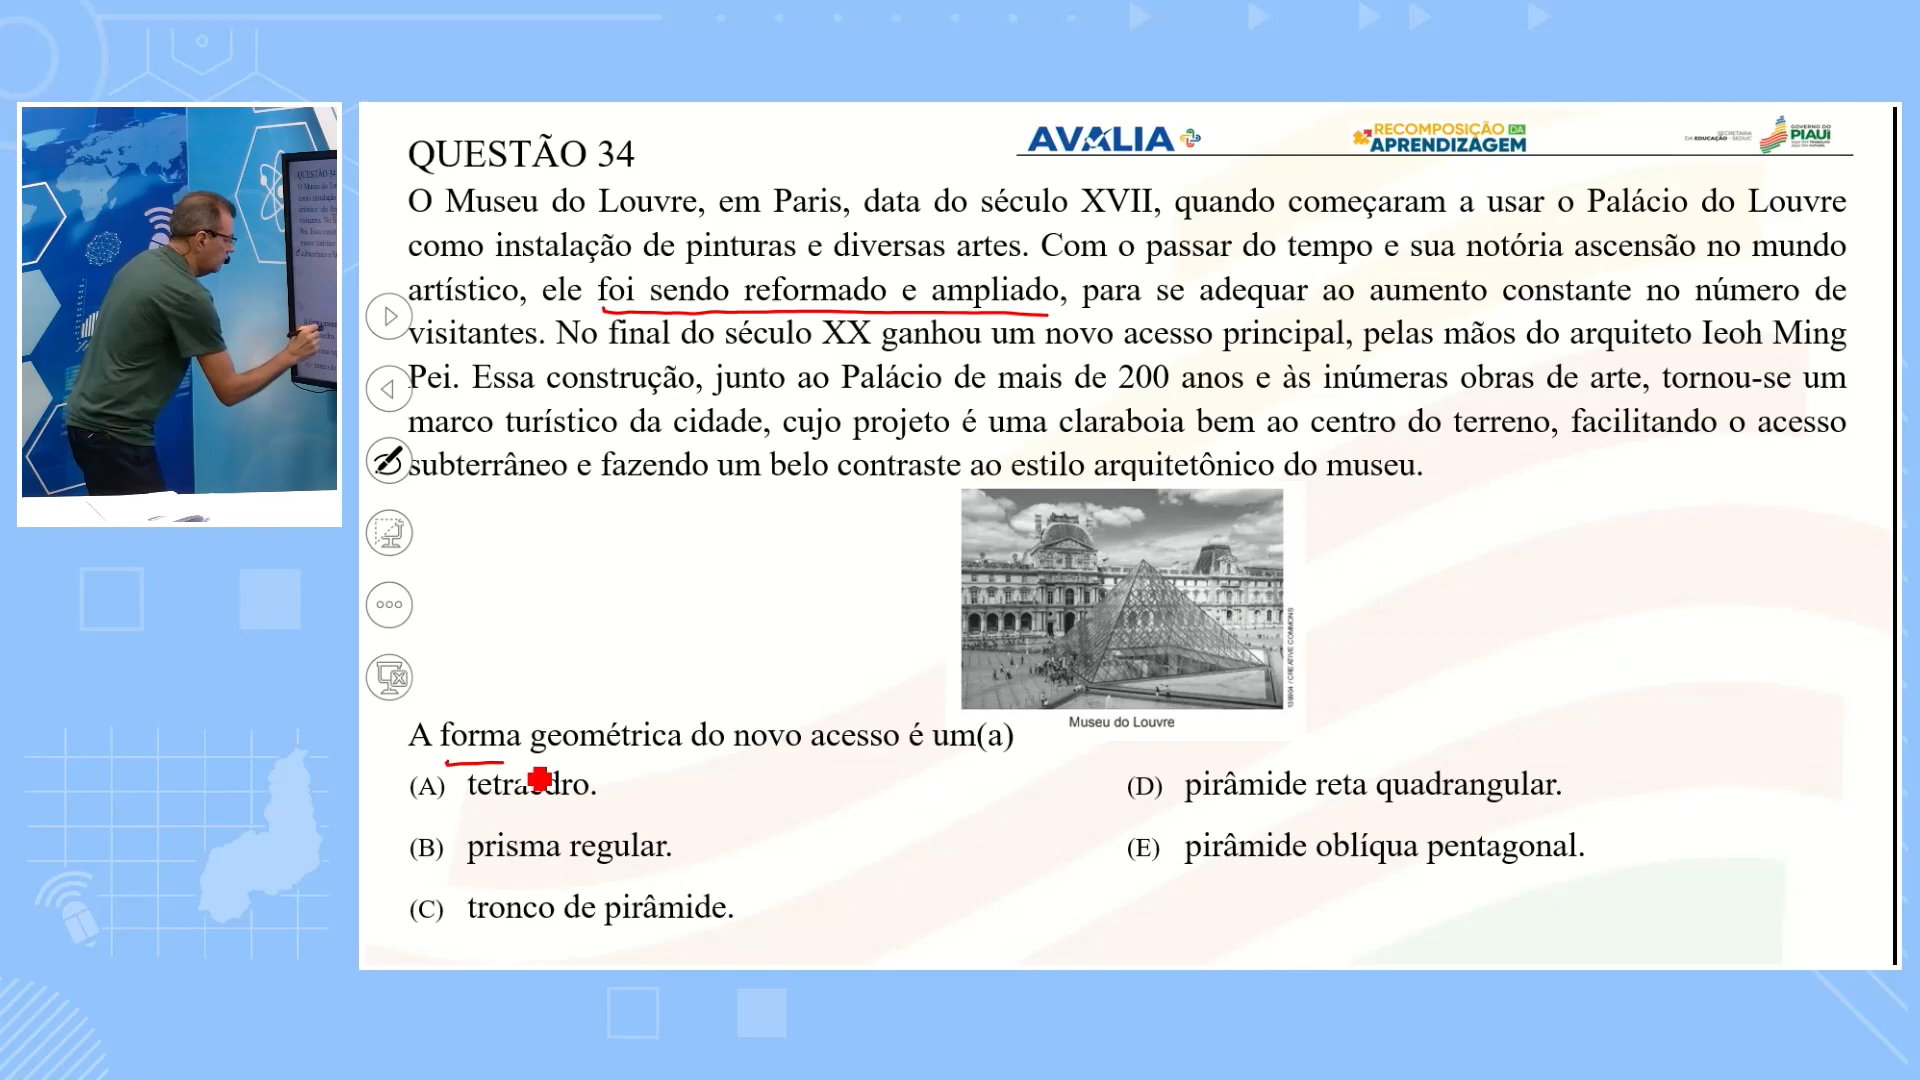 QUESTÃO 34
AVALIA
RECOMPOSIÇÃO DA
APRENDIZAGEM
SECRETARIA
DA EDUCAÇÃO - SEDUC
GOVERNO DO
PIAUÍ
O Museu do Louvre, em Paris, data do século XVII, quando começaram a usar o Palácio do Louvre
como instalação de pinturas e diversas artes. Com o passar do tempo e sua notória ascensão no mundo
artístico, ele foi sendo reformado e ampliado, para se adequar ao aumento constante no número de
visitantes. No final do século XX ganhou um novo acesso principal, pelas mãos do arquiteto Ieoh Ming
Pei. Essa construção, junto ao Palácio de mais de 200 anos e às inúmeras obras de arte, tornou-se um
marco turístico da cidade, cujo projeto é uma claraboia bem ao centro do terreno, facilitando o acesso
subterrâneo e fazendo um belo contraste ao estilo arquitetônico do museu.
Museu do Louvre
A forma geométrica do novo acesso é um(a)
(A) tetraedro.
(B) prisma regular.
(C) tronco de pirâmide.
(D) pirâmide reta quadrangular.
(E) pirâmide oblíqua pentagonal.